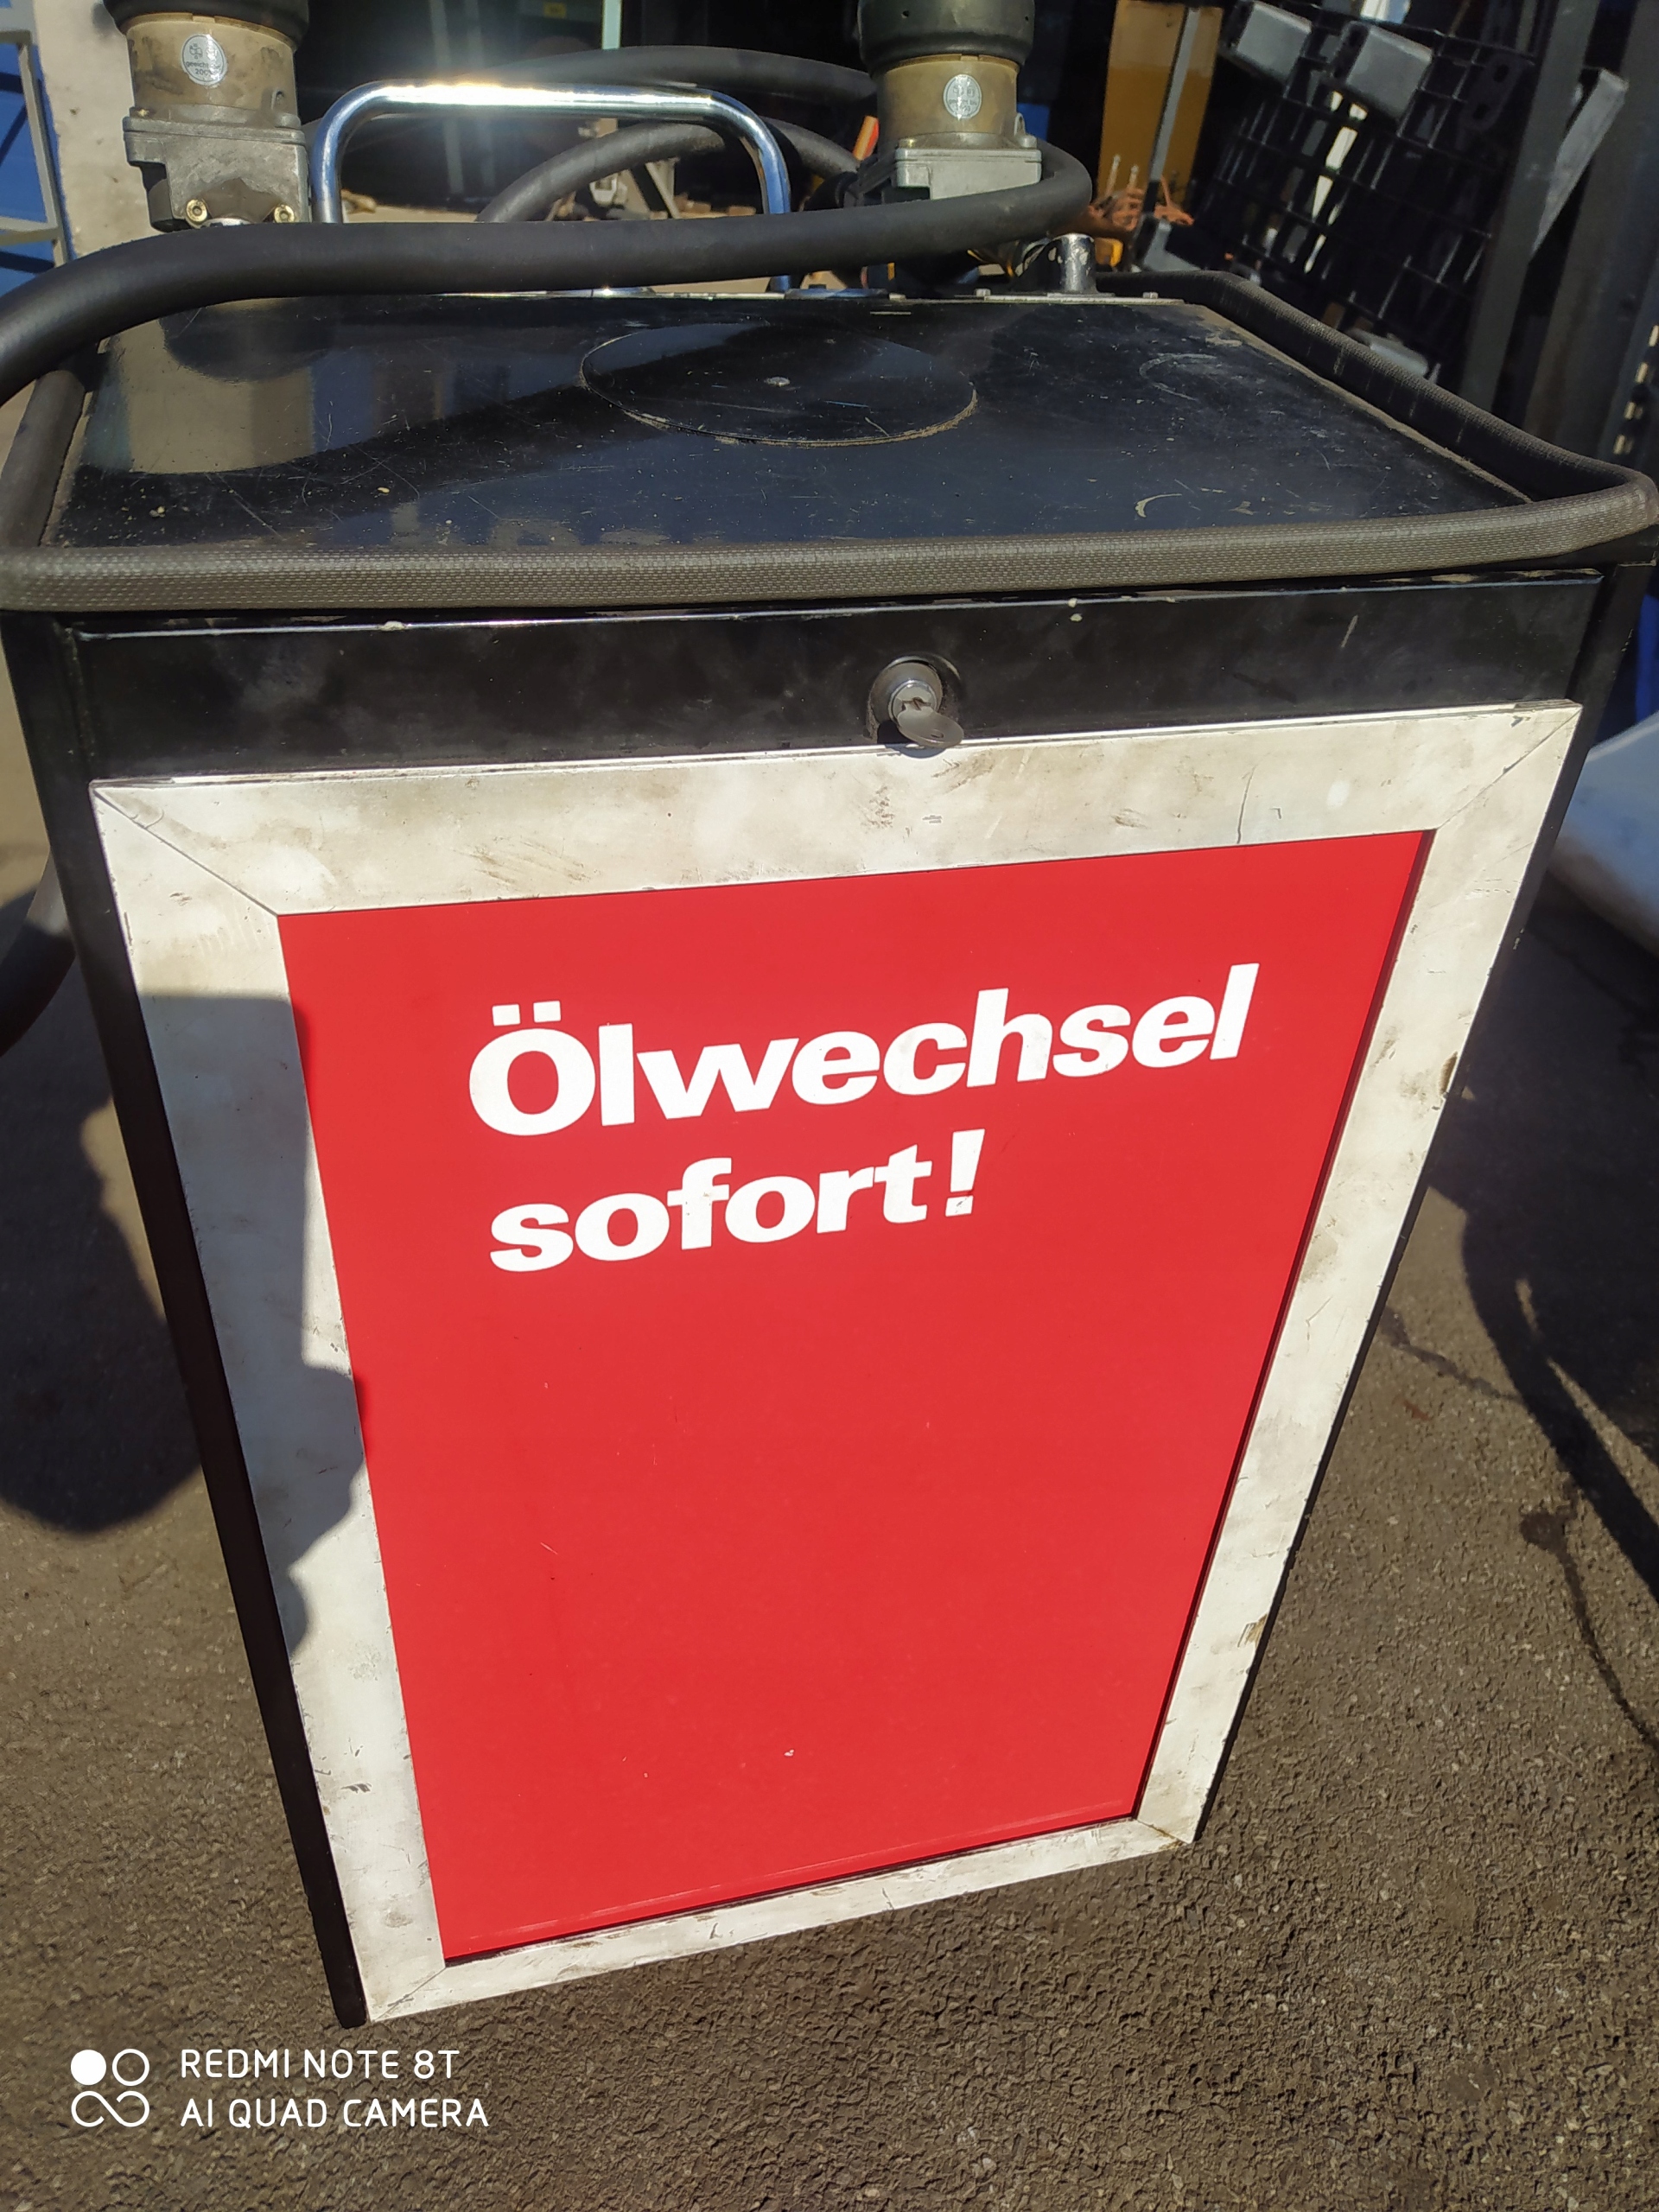 Ölwechsel
sofort!
REDMI NOTE 8T
AI QUAD CAMERA